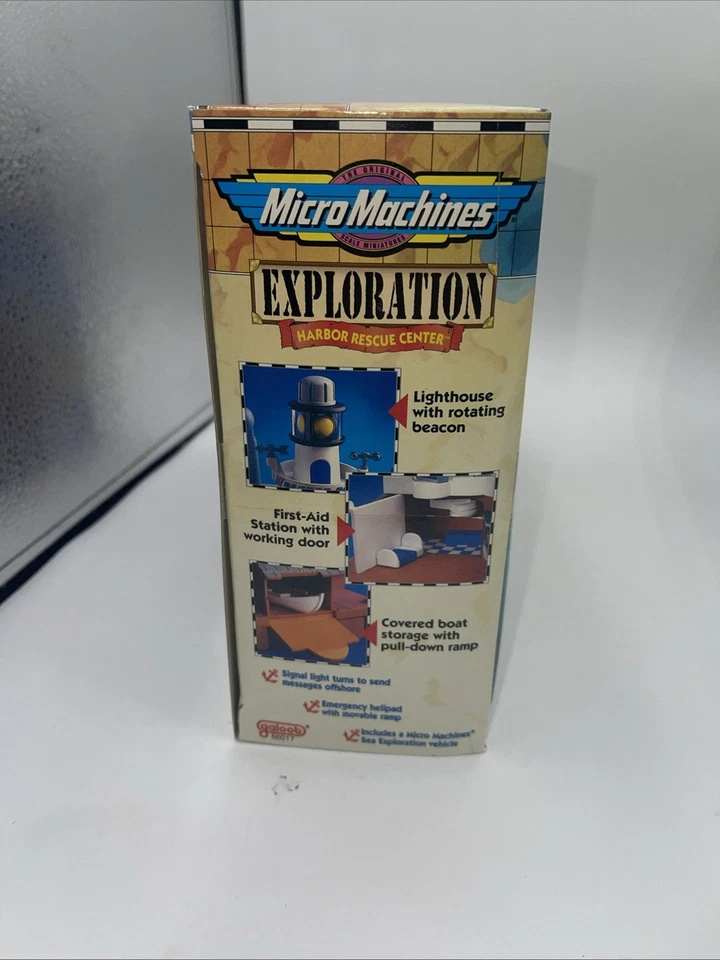 THE ORIGINAL
Micro Machines
SCALE MINIATURES
EXPLORATION
HARBOR RESCUE CENTER™
Lighthouse
with rotating
beacon
First-Aid
Station with
working door
Covered boat
storage with
pull-down ramp
Signal light turns to send
messages offshore
Emergency helipad
with movable ramp
galoob®
66017
Includes a Micro Machines®
Sea Exploration vehicle